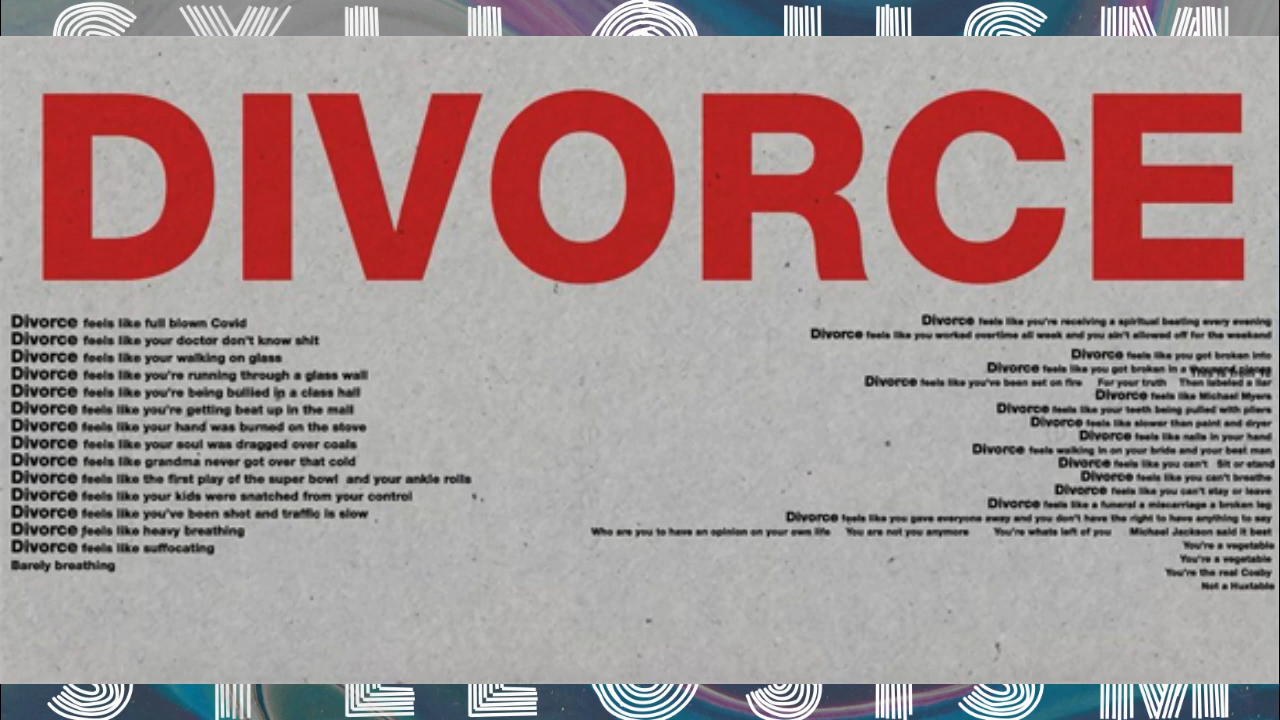 SYLLOGISM
DIVORCE
Divorce feels like full blown Covid
Divorce feels like your doctor don't know shit
Divorce feels like your walking on glass
Divorce feels like you're running through a glass wall
Divorce feels like you're being bullied in a class hall
Divorce feels like you're getting beat up in the mall
Divorce feels like your hand was burned on the stove
Divorce feels like your soul was dragged over coals
Divorce feels like grandma never got over that cold
Divorce feels like the first play of the super bowl and your ankle rolls
Divorce feels like your kids were snatched from your control
Divorce feels like you've been shot and traffic is slow
Divorce feels like heavy breathing
Divorce feels like suffocating
Barely breathing
Divorce feels like you're receiving a spiritual beating every evening
Divorce feels like you worked overtime all week and you ain't allowed off for the weekend
Divorce feels like you got broken into
Divorce feels like you got broken in a thousand pieces
Divorce feels like you've been set on fire For your truth Then labeled a liar
Divorce feels like Michael Myers
Divorce feels like your teeth being pulled with pliers
Divorce feels like slower than paint and dryer
Divorce feels like nails in your hand
Divorce feels walking in on your bride and your best man
Divorce feels like you can't Sit or stand
Divorce feels like you can't breathe
Divorce feels like you can't stay or leave
Divorce feels like a funeral a miscarriage a broken leg
Divorce feels like you gave everyone away and you don't have the right to have anything to say
Who are you to have an opinion on your own life You are not you anymore You're whats left of you Michael Jackson said it best
You're a vegetable
You're a vegetable
You're the real Cosby
Not a Huxtable
SYLLOGISM